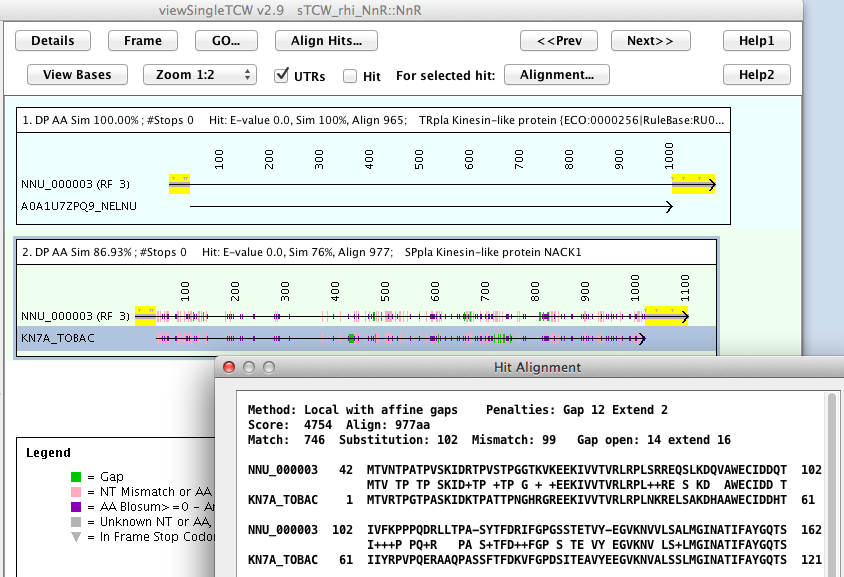 viewSingleTCW v2.9   sTCW_rhi_NnR::NnR
Details   Frame   GO...   Align Hits...   <<Prev   Next>>   Help1
View Bases   Zoom 1:2   UTRs   Hit   For selected hit:   Alignment...   Help2
1. DP AA Sim 100.00% ; #Stops 0   Hit: E-value 0.0, Sim 100%, Align 965;   TRpla Kinesin-like protein {ECO:0000256|RuleBase:RU0...
100   200   300   400   500   600   700   800   900   1000
NNU_000003 (RF 3)
A0A1U7ZPQ9_NELNU
2. DP AA Sim 86.93% ; #Stops 0   Hit: E-value 0.0, Sim 76%, Align 977;   SPpla Kinesin-like protein NACK1
100   200   300   400   500   600   700   800   900   1000   1100
NNU_000003 (RF 3)
KN7A_TOBAC
Hit Alignment
Method: Local with affine gaps   Penalties: Gap 12 Extend 2
Score:  4754  Align: 977aa
Match:  746  Substitution: 102  Mismatch: 99   Gap open: 14 extend 16
NNU_000003   42  MTVNTPATPVSKIDRTPVSTPGGTKVKEEKIVVTVRLRPLSRREQSLKDQVAWECIDDQT  102
MTV TP TP SKID+TP +TP G + +EEKIVVTVRLRPL++RE S KD  AWECIDD T
KN7A_TOBAC    1  MTVRTPGTPASKIDKTPATTPNGHRGREEKIVVTVRLRPLNKRELSAKDHAAWECIDDHT  61
NNU_000003  102  IVFKPPPQDRLLTPA-SYTFDRIFGPGSSTETVY-EGVKNVVLSALMGINATIFAYGQTS  162
I+++P PQ+R    PA S+TFD++FGP S TE VY EGVKNV LS+LMGINATIFAYGQTS
KN7A_TOBAC   61  IIYRPVPQERAAQPASSFTFDKVFGPDSITEAVYEEGVKNVALSSLMGINATIFAYGQTS  121
Legend
= Gap
= NT Mismatch or AA
= AA Blosum>=0 - A
= Unknown NT or AA,
= In Frame Stop Codo